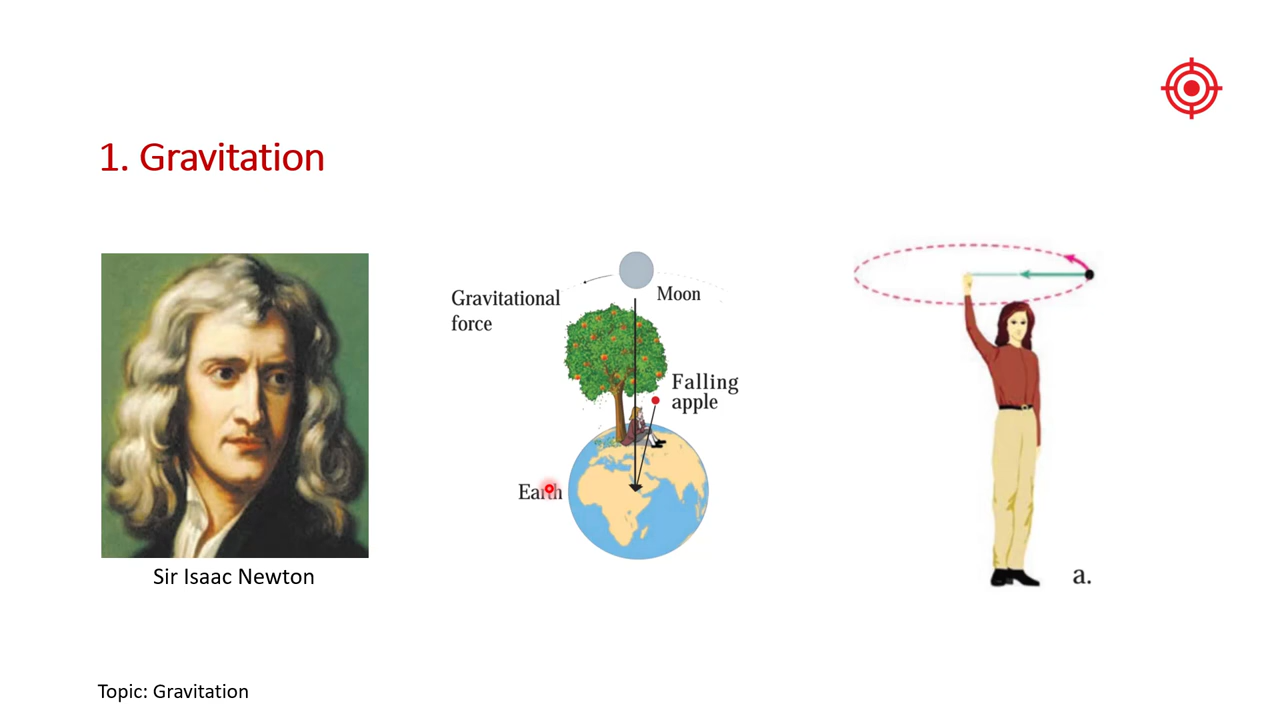 1. Gravitation
Sir Isaac Newton
Gravitational
force
Moon
Falling
apple
Earth
a.
Topic: Gravitation